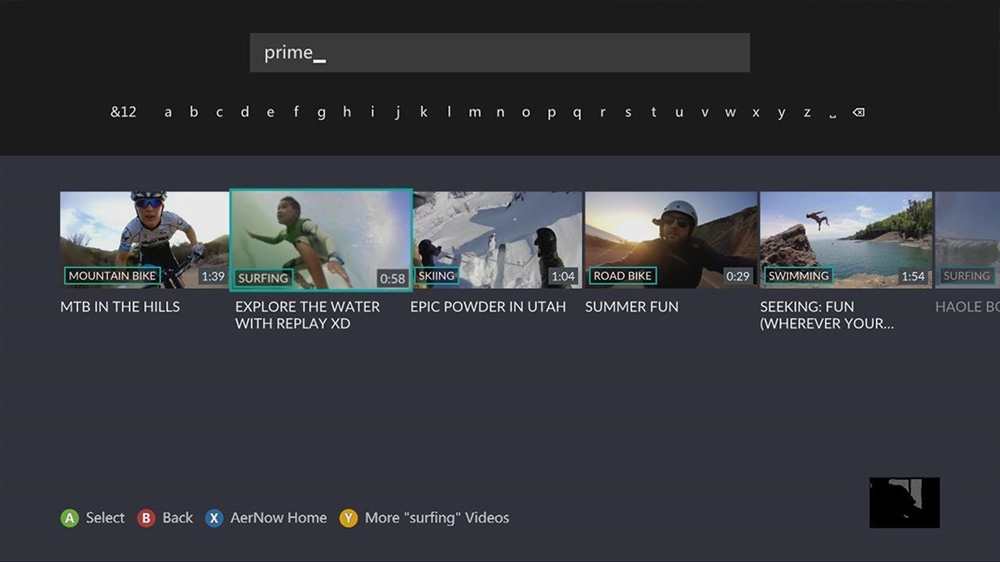 prime_
&12 a b c d e f g h i j k l m n o p q r s t u v w x y z
MOUNTAIN BIKE 1:39
SURFING 0:58
SKIING 1:04
ROAD BIKE 0:29
SWIMMING 1:54
SURFING
MTB IN THE HILLS
EXPLORE THE WATER
WITH REPLAY XD
EPIC POWDER IN UTAH
SUMMER FUN
SEEKING: FUN
(WHEREVER YOUR...
HAOLE BO
A Select B Back X AerNow Home Y More "surfing" Videos